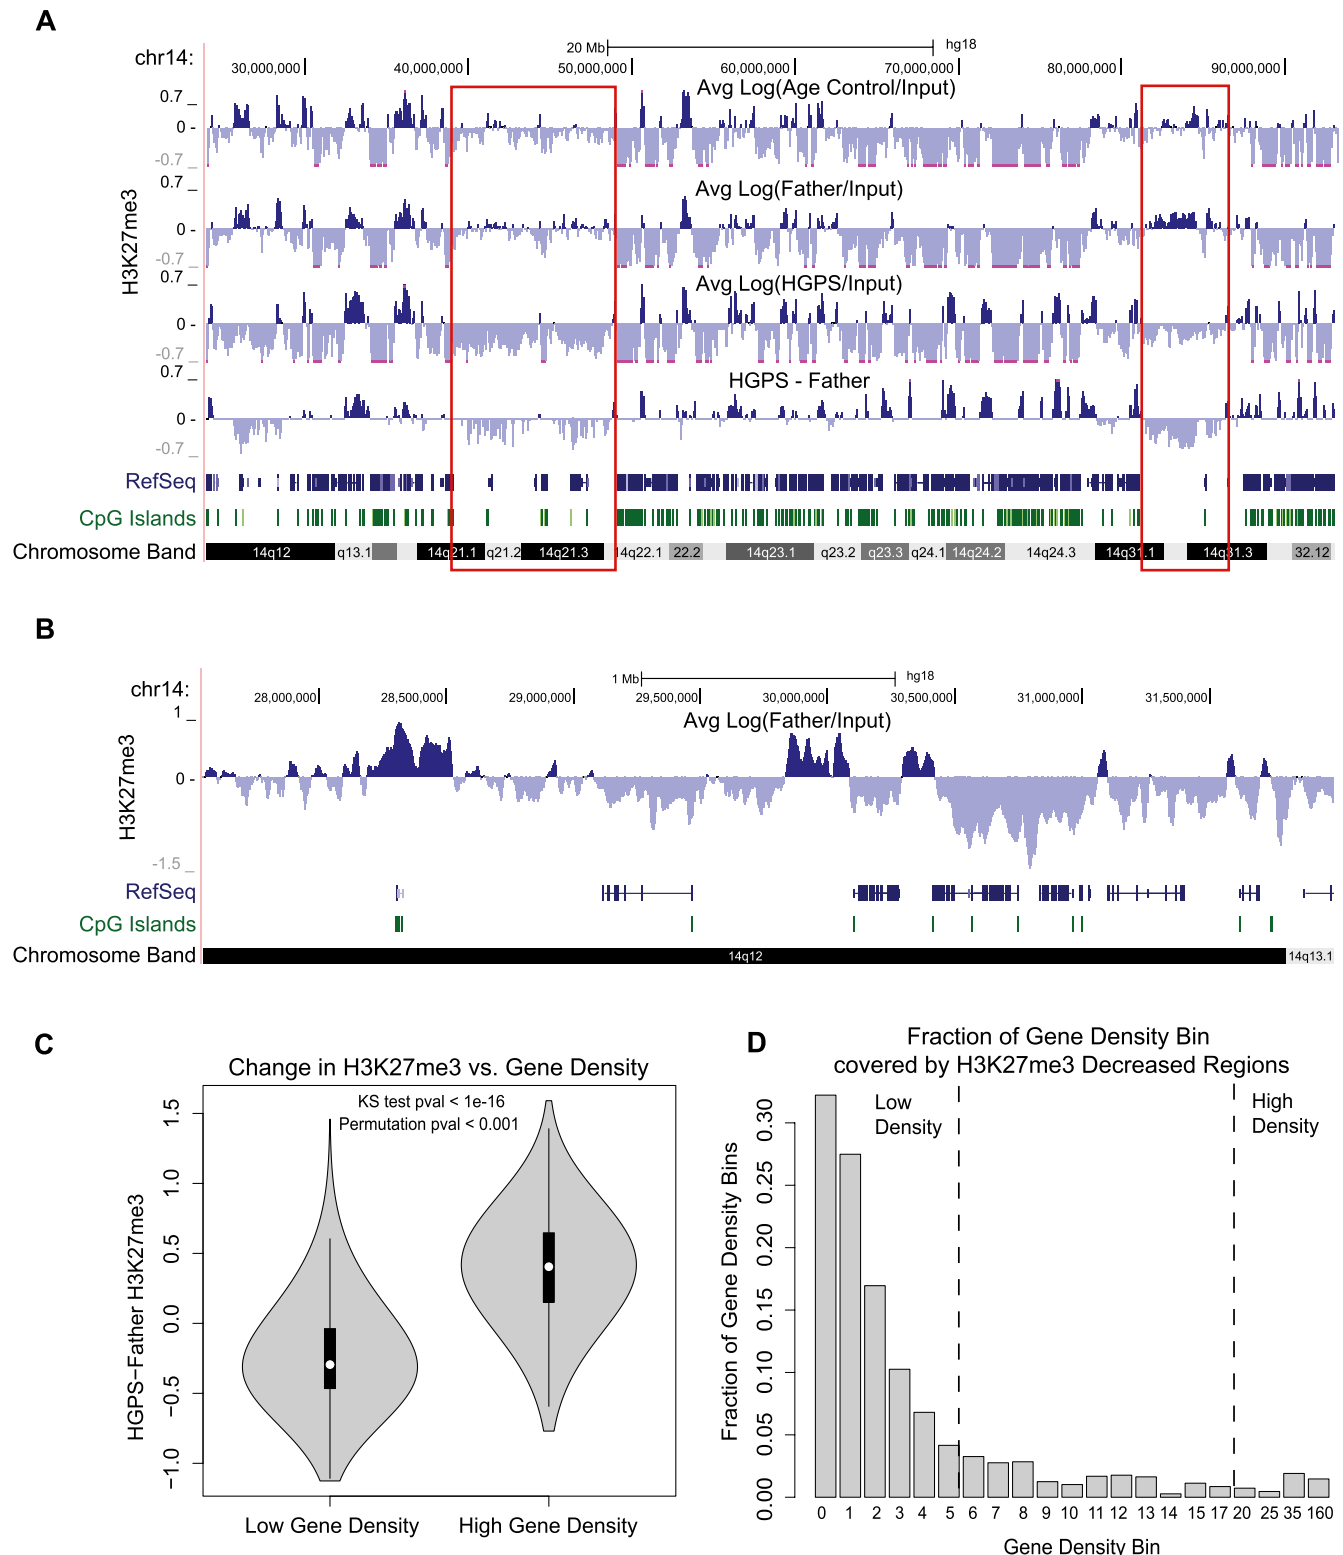 A
20 Mb hg18
chr14:
30,000,000 40,000,000 50,000,000 60,000,000 70,000,000 80,000,000 90,000,000
Avg Log(Age Control/Input)
0.7
0
-0.7
Avg Log(Father/Input)
0.7
0
-0.7
H3K27me3
Avg Log(HGPS/Input)
0.7
0
-0.7
HGPS - Father
0.7
0
-0.7
RefSeq
CpG Islands
Chromosome Band
14q12 q13.1 14q21.1 q21.2 14q21.3 14q22.1 22.2 14q23.1 q23.2 q23.3 q24.1 14q24.2 14q24.3 14q31.1 14q31.3 32.12
B
1 Mb hg18
chr14:
28,000,000 28,500,000 29,000,000 29,500,000 30,000,000 30,500,000 31,000,000 31,500,000
Avg Log(Father/Input)
1
0
-1.5
H3K27me3
RefSeq
CpG Islands
Chromosome Band
14q12 14q13.1
C
Change in H3K27me3 vs. Gene Density
KS test pval < 1e-16
Permutation pval < 0.001
HGPS−Father H3K27me3
1.5
1.0
0.5
0.0
−0.5
−1.0
Low Gene Density High Gene Density
D
Fraction of Gene Density Bin
covered by H3K27me3 Decreased Regions
Low
Density
High
Density
Fraction of Gene Density Bins
0.30
0.25
0.20
0.15
0.10
0.05
0.00
0 1 2 3 4 5 6 7 8 9 10 11 12 13 14 15 17 20 25 35 160
Gene Density Bin